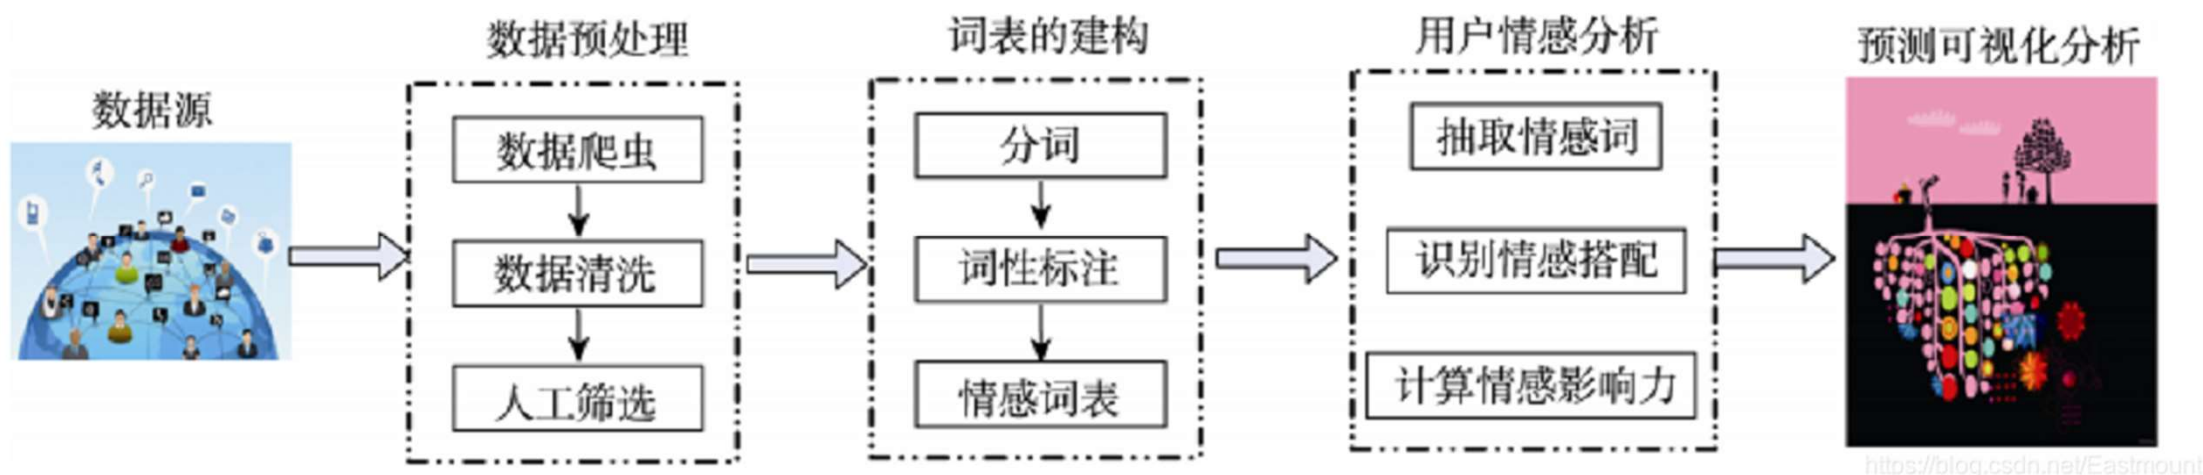 数据源
数据预处理
数据爬虫
数据清洗
人工筛选
词表的建构
分词
词性标注
情感词表
用户情感分析
抽取情感词
识别情感搭配
计算情感影响力
预测可视化分析
https://blog.csdn.net/Eastmount